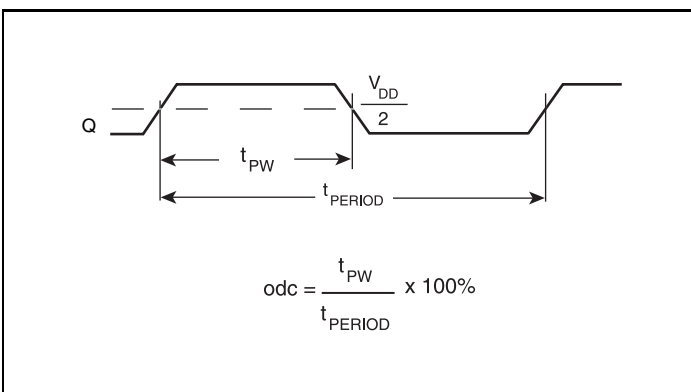 V_DD
Q
2
t_PW
t_PERIOD
t_PW
odc = x 100%
t_PERIOD